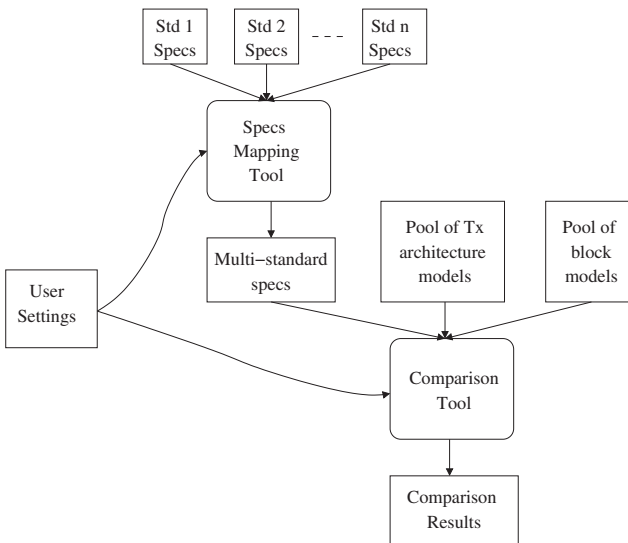 Std 1
Specs
Std 2
Specs
Std n
Specs
Specs
Mapping
Tool
Multi−standard
specs
Pool of Tx
architecture
models
Pool of
block
models
User
Settings
Comparison
Tool
Comparison
Results